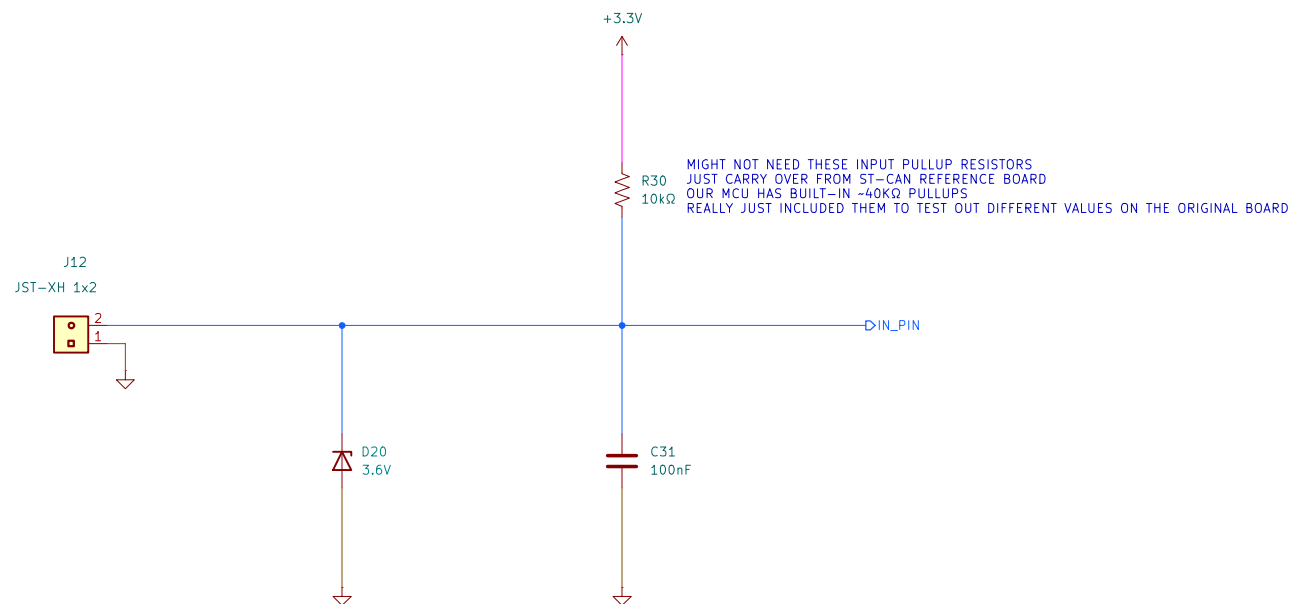 +3.3V
MIGHT NOT NEED THESE INPUT PULLUP RESISTORS
JUST CARRY OVER FROM ST-CAN REFERENCE BOARD
OUR MCU HAS BUILT-IN ~40KΩ PULLUPS
REALLY JUST INCLUDED THEM TO TEST OUT DIFFERENT VALUES ON THE ORIGINAL BOARD
R30
10kΩ
J12
JST-XH 1x2
2
1
IN_PIN
D20
3.6V
C31
100nF